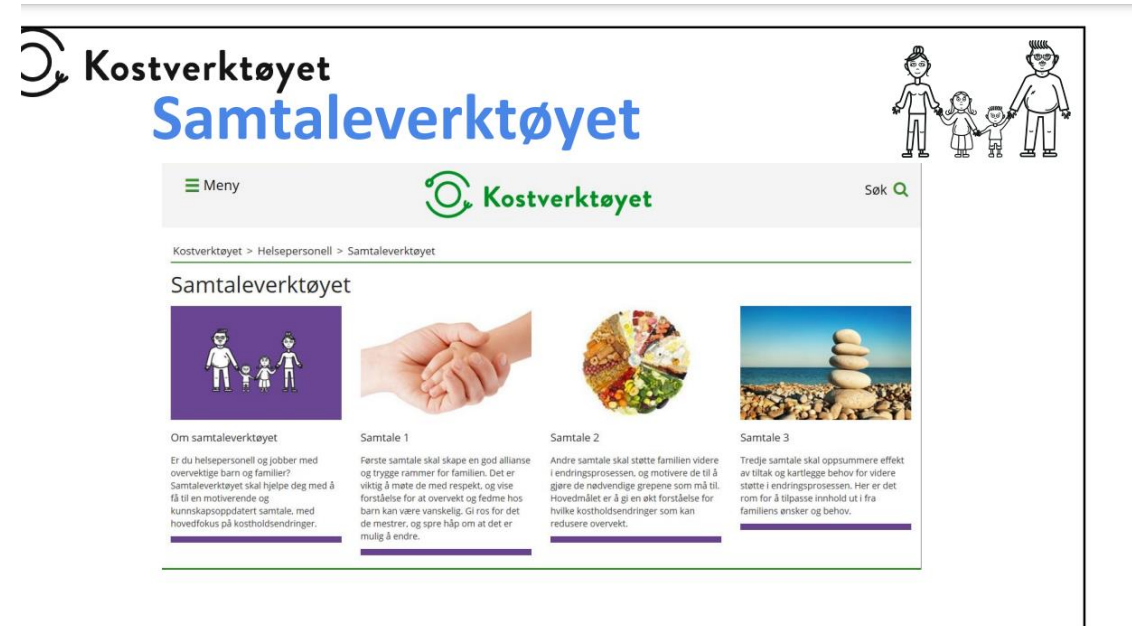 Kostverktøyet
Samtaleverktøyet
Meny
Kostverktøyet
Søk
Kostverktøyet > Helsepersonell > Samtaleverktøyet
Samtaleverktøyet
Om samtaleverktøyet
Er du helsepersonell og jobber med
overvektige barn og familier?
Samtaleverktøyet skal hjelpe deg med å
få til en motiverende og
kunnskapsoppdatert samtale, med
hovedfokus på kostholdsendringer.
Samtale 1
Første samtale skal skape en god allianse
og trygge rammer for familien. Det er
viktig å møte de med respekt, og vise
forståelse for at overvekt og fedme hos
barn kan være vanskelig. Gi ros for det
de mestrer, og spre håp om at det er
mulig å endre.
Samtale 2
Andre samtale skal støtte familien videre
i endringsprosessen, og motivere de til å
gjøre de nødvendige grepene som må til.
Hovedmålet er å gi en økt forståelse for
hvilke kostholdsendringer som kan
redusere overvekt.
Samtale 3
Tredje samtale skal oppsummere effekt
av tiltak og kartlegge behov for videre
støtte i endringsprosessen. Her er det
rom for å tilpasse innhold ut i fra
familiens ønsker og behov.